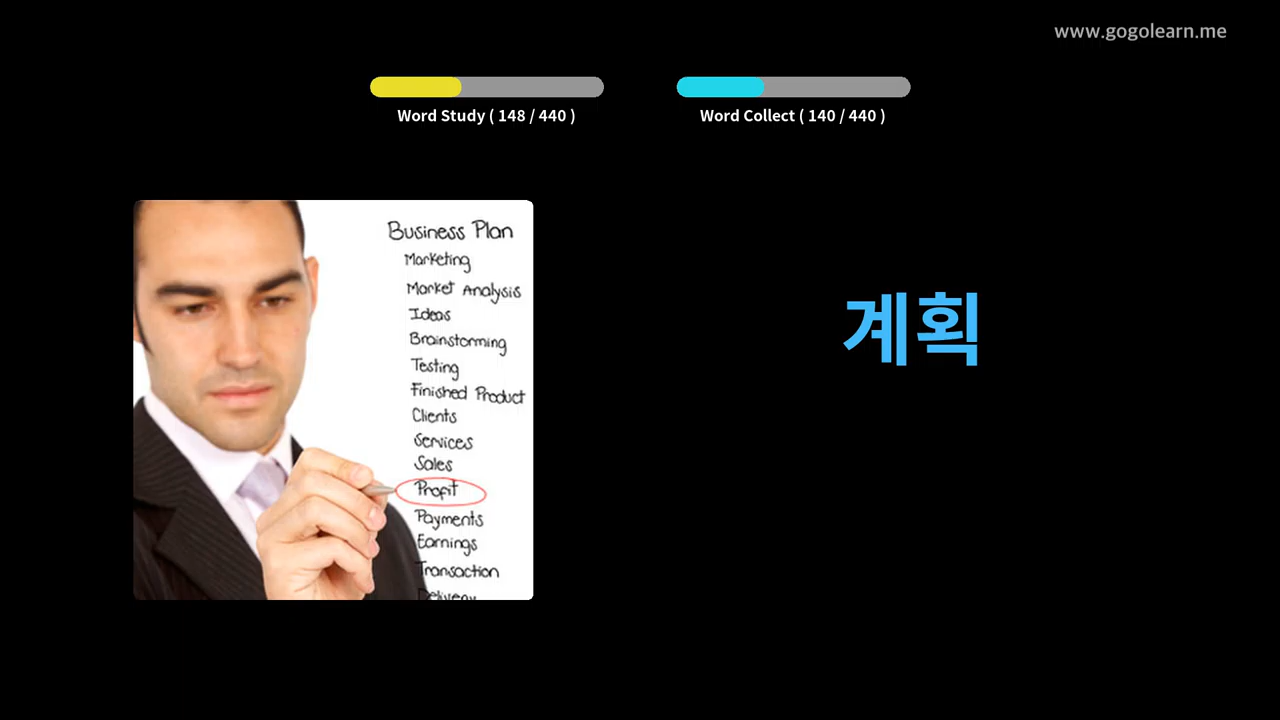 www.gogolearn.me
Word Study ( 148 / 440 )
Word Collect ( 140 / 440 )
Business Plan
Marketing
Market Analysis
Ideas
Brainstorming
Testing
Finished Product
Clients
Services
Sales
Profit
Payments
Earnings
Transaction
Delivery
계획